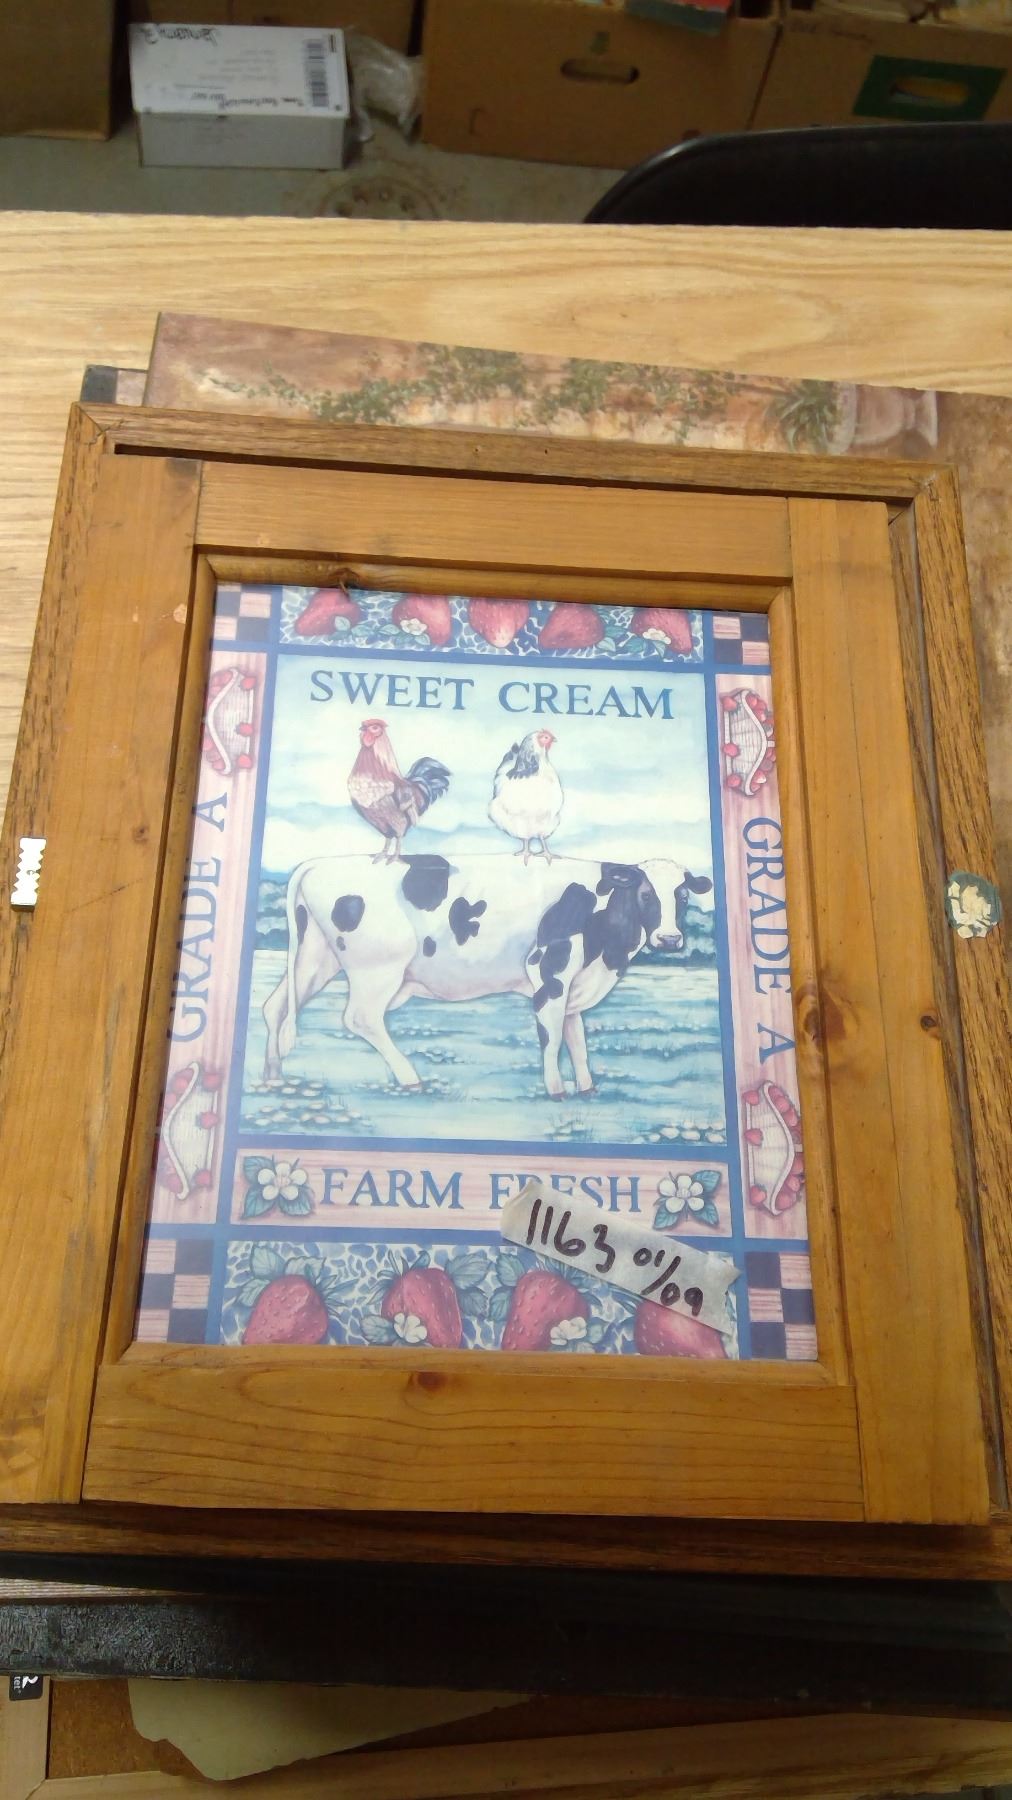 SWEET CREAM
GRADE A
GRADE A
FARM FRESH
1163 01/09